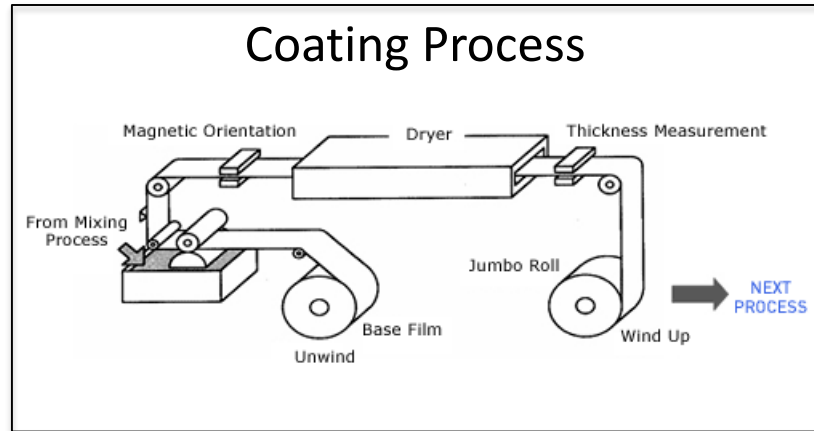 Coating Process
Magnetic Orientation
Dryer
Thickness Measurement
From Mixing
Process
Jumbo Roll
NEXT
PROCESS
Base Film
Wind Up
Unwind